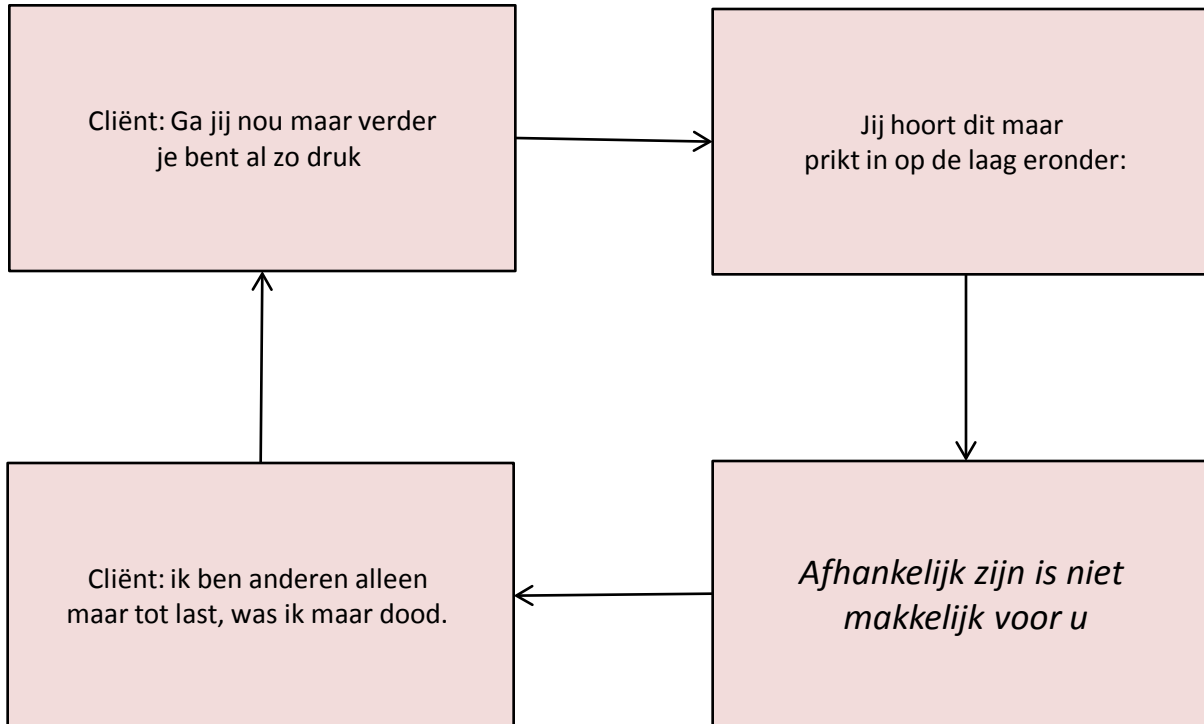 Cliënt: Ga jij nou maar verder
je bent al zo druk
Jij hoort dit maar
prikt in op de laag eronder:
Afhankelijk zijn is niet
makkelijk voor u
Cliënt: ik ben anderen alleen
maar tot last, was ik maar dood.